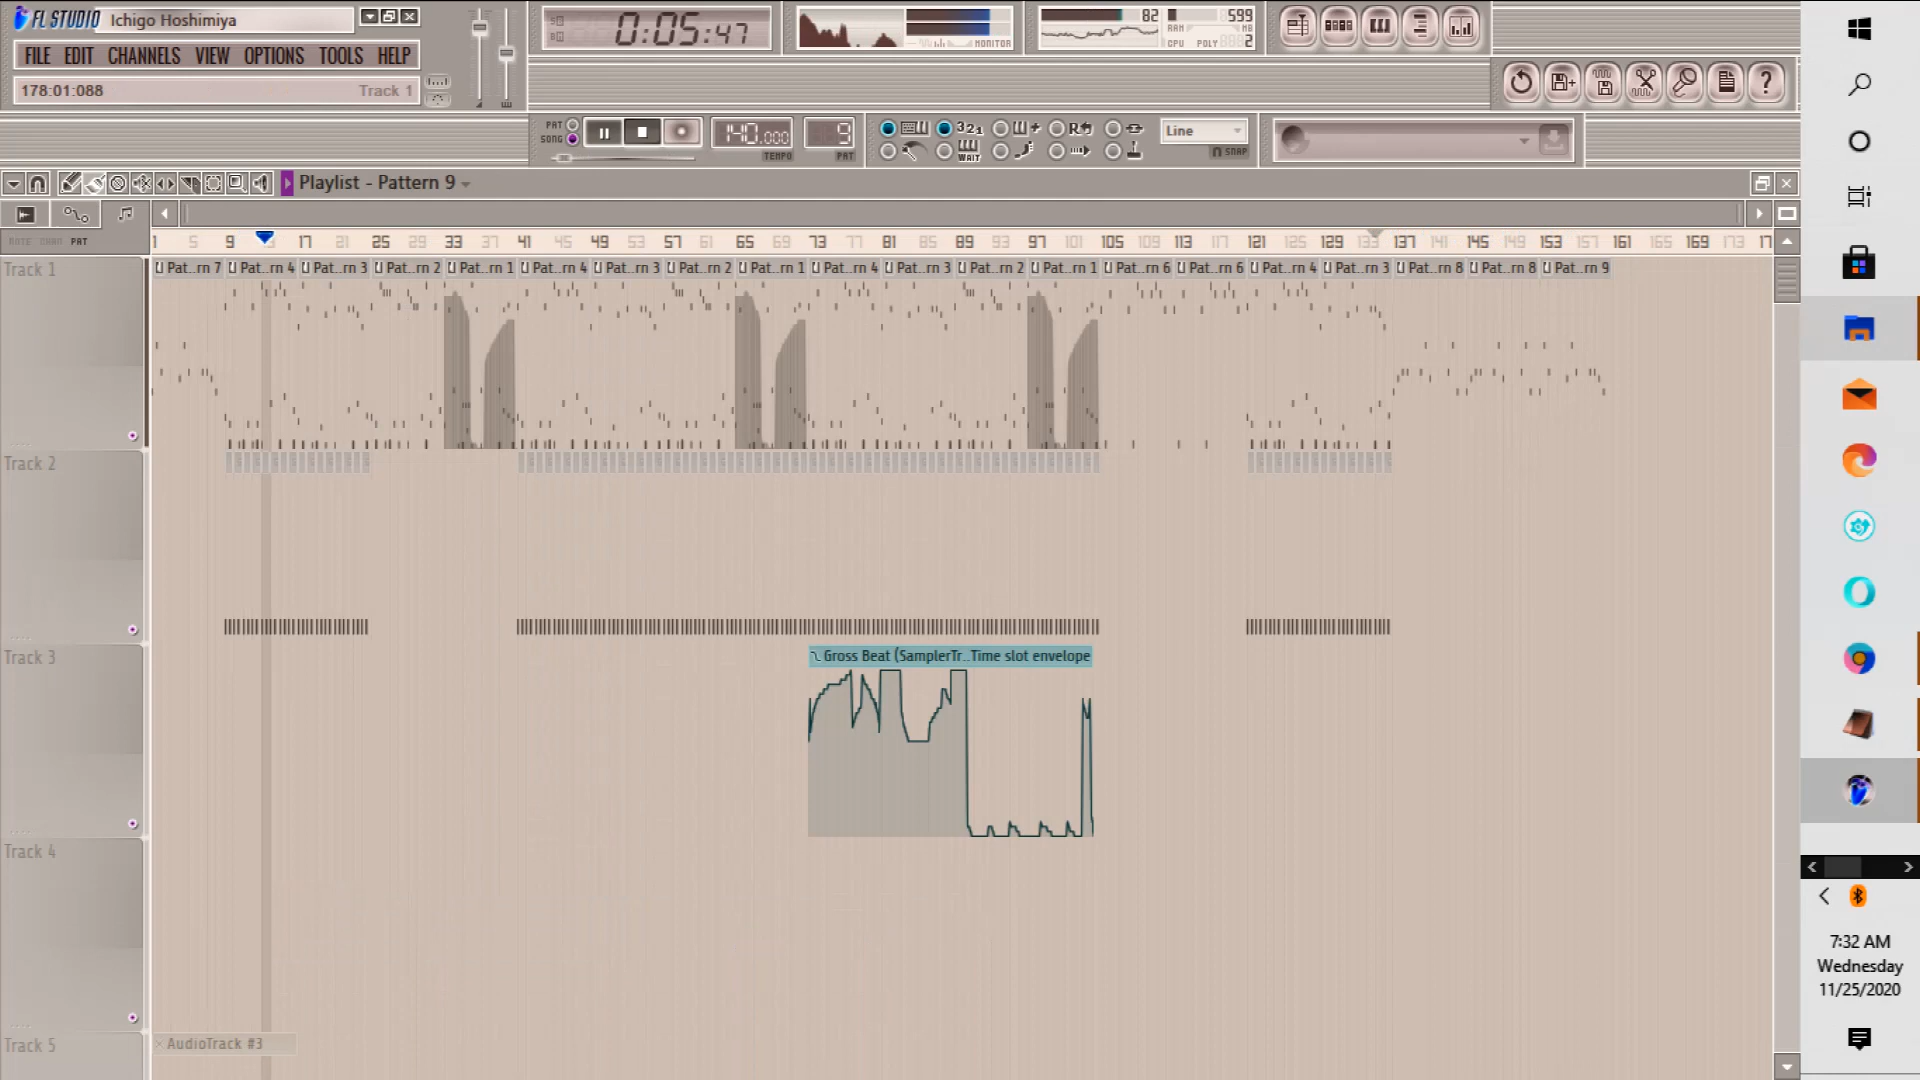 FL STUDIO Ichigo Hoshimiya
FILE EDIT CHANNELS VIEW OPTIONS TOOLS HELP
178:01:088 Track 1
0:05:47
MONITOR
82 599
RAM MB
CPU POLY 2
PAT
SONG
140.000 9
TEMPO PAT
321
WAIT
Line
SNAP
Playlist - Pattern 9
NOTE CHAN PAT
1 5 9 13 17 21 25 29 33 37 41 45 49 53 57 61 65 69 73 77 81 85 89 93 97 101 105 109 113 117 121 125 129 133 137 141 145 149 153 157 161 165 169 173 17
Track 1
Pat..rn 7 Pat..rn 4 Pat..rn 3 Pat..rn 2 Pat..rn 1 Pat..rn 4 Pat..rn 3 Pat..rn 2 Pat..rn 1 Pat..rn 4 Pat..rn 3 Pat..rn 2 Pat..rn 1 Pat..rn 6 Pat..rn 6 Pat..rn 4 Pat..rn 3 Pat..rn 8 Pat..rn 8 Pat..rn 9
Track 2
Track 3
Gross Beat (SamplerTr..Time slot envelope
Track 4
Track 5
AudioTrack #3
7:32 AM
Wednesday
11/25/2020